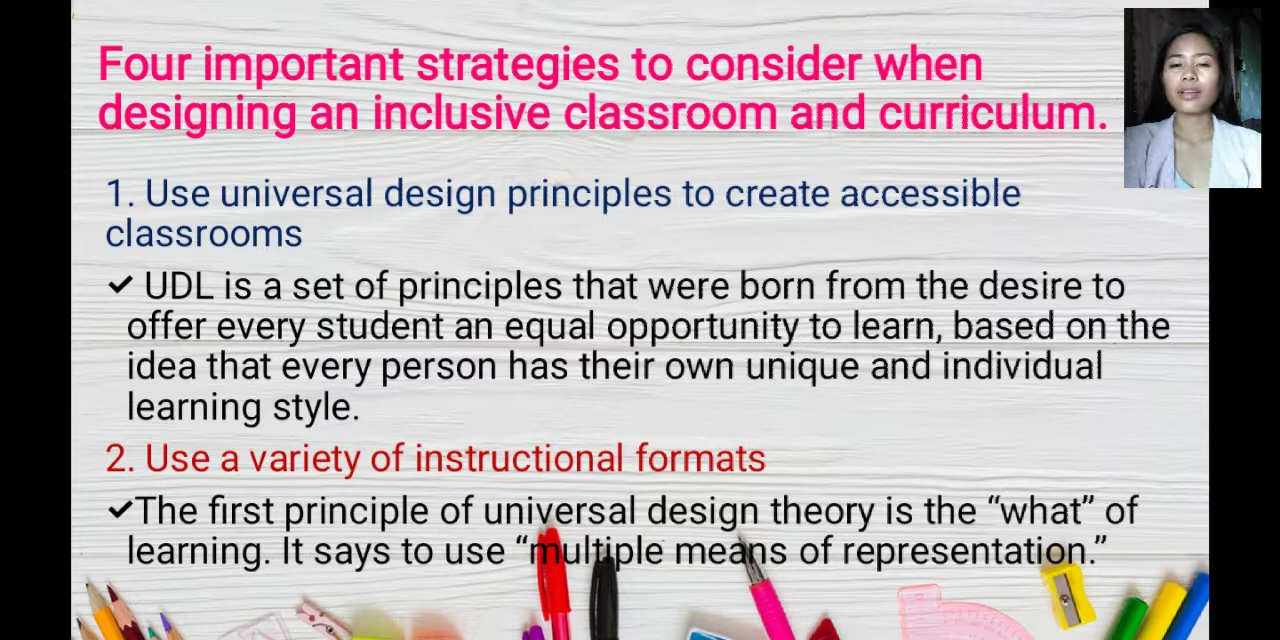 Four important strategies to consider when
designing an inclusive classroom and curriculum.
1. Use universal design principles to create accessible
classrooms
✔ UDL is a set of principles that were born from the desire to
offer every student an equal opportunity to learn, based on the
idea that every person has their own unique and individual
learning style.
2. Use a variety of instructional formats
✔The first principle of universal design theory is the “what” of
learning. It says to use “multiple means of representation.”